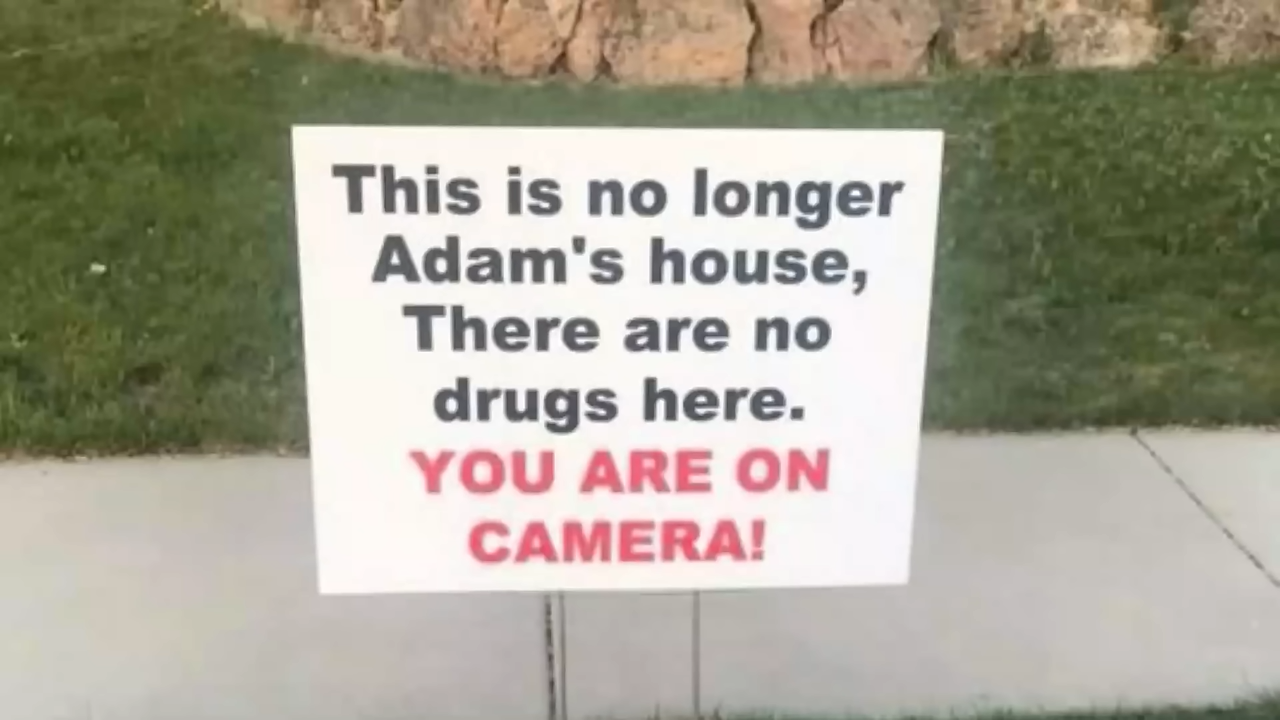 This is no longer
Adam's house,
There are no
drugs here.
YOU ARE ON
CAMERA!